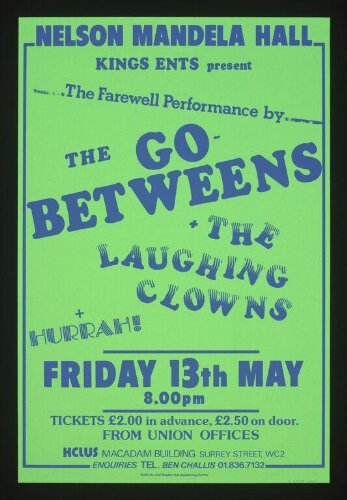 NELSON MANDELA HALL
KINGS ENTS present
The Farewell Performance by
THE GO-
BETWEENS
+ THE
LAUGHING
CLOWNS
+
HURRAH!
FRIDAY 13th MAY
8.00pm
TICKETS £2.00 in advance, £2.50 on door.
FROM UNION OFFICES
KCLUS MACADAM BUILDING SURREY STREET, WC2
ENQUIRIES TEL. BEN CHALLIS 01.836.7132